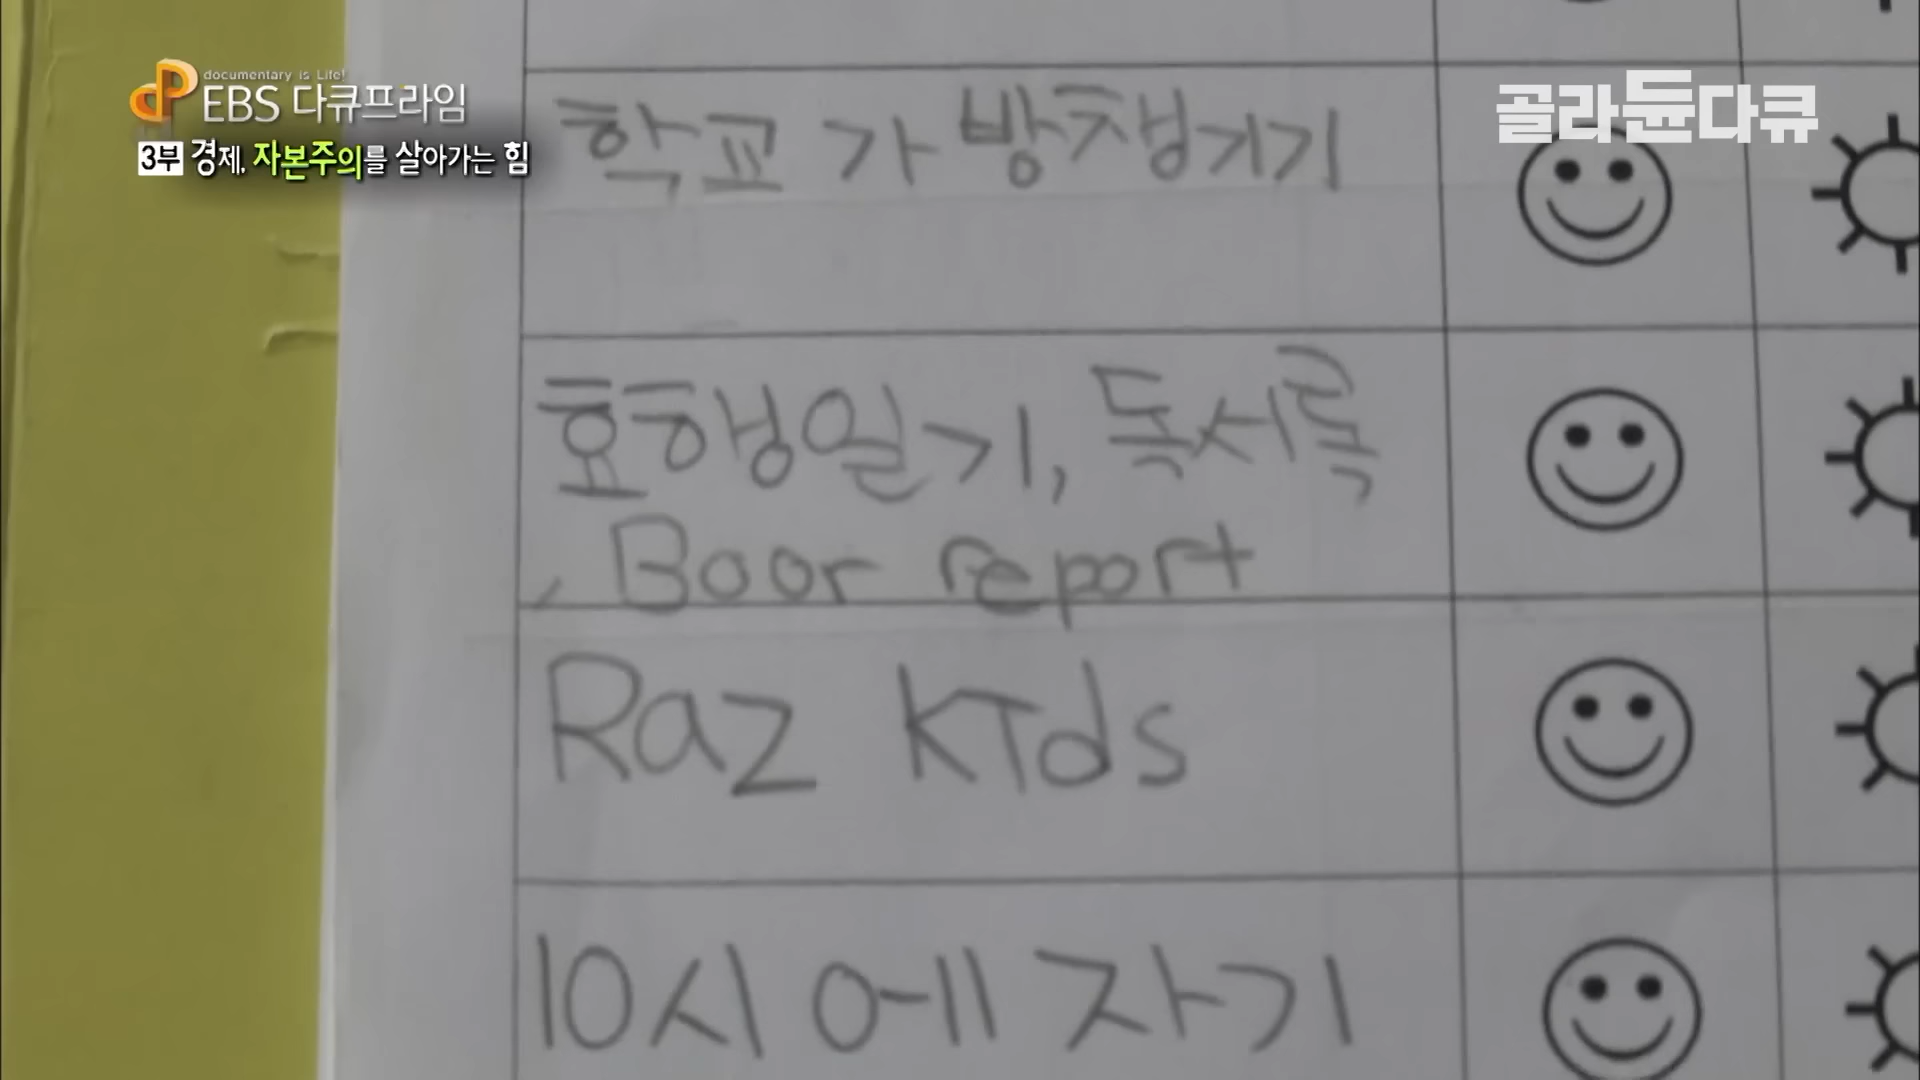 documentary is Life!
EBS 다큐프라임
3부 경제, 자본주의를 살아가는 힘
골라듄다큐
학교 가방챙기기
효행일기, 독서록
, Boor report
Raz KTds
10시 에 자기